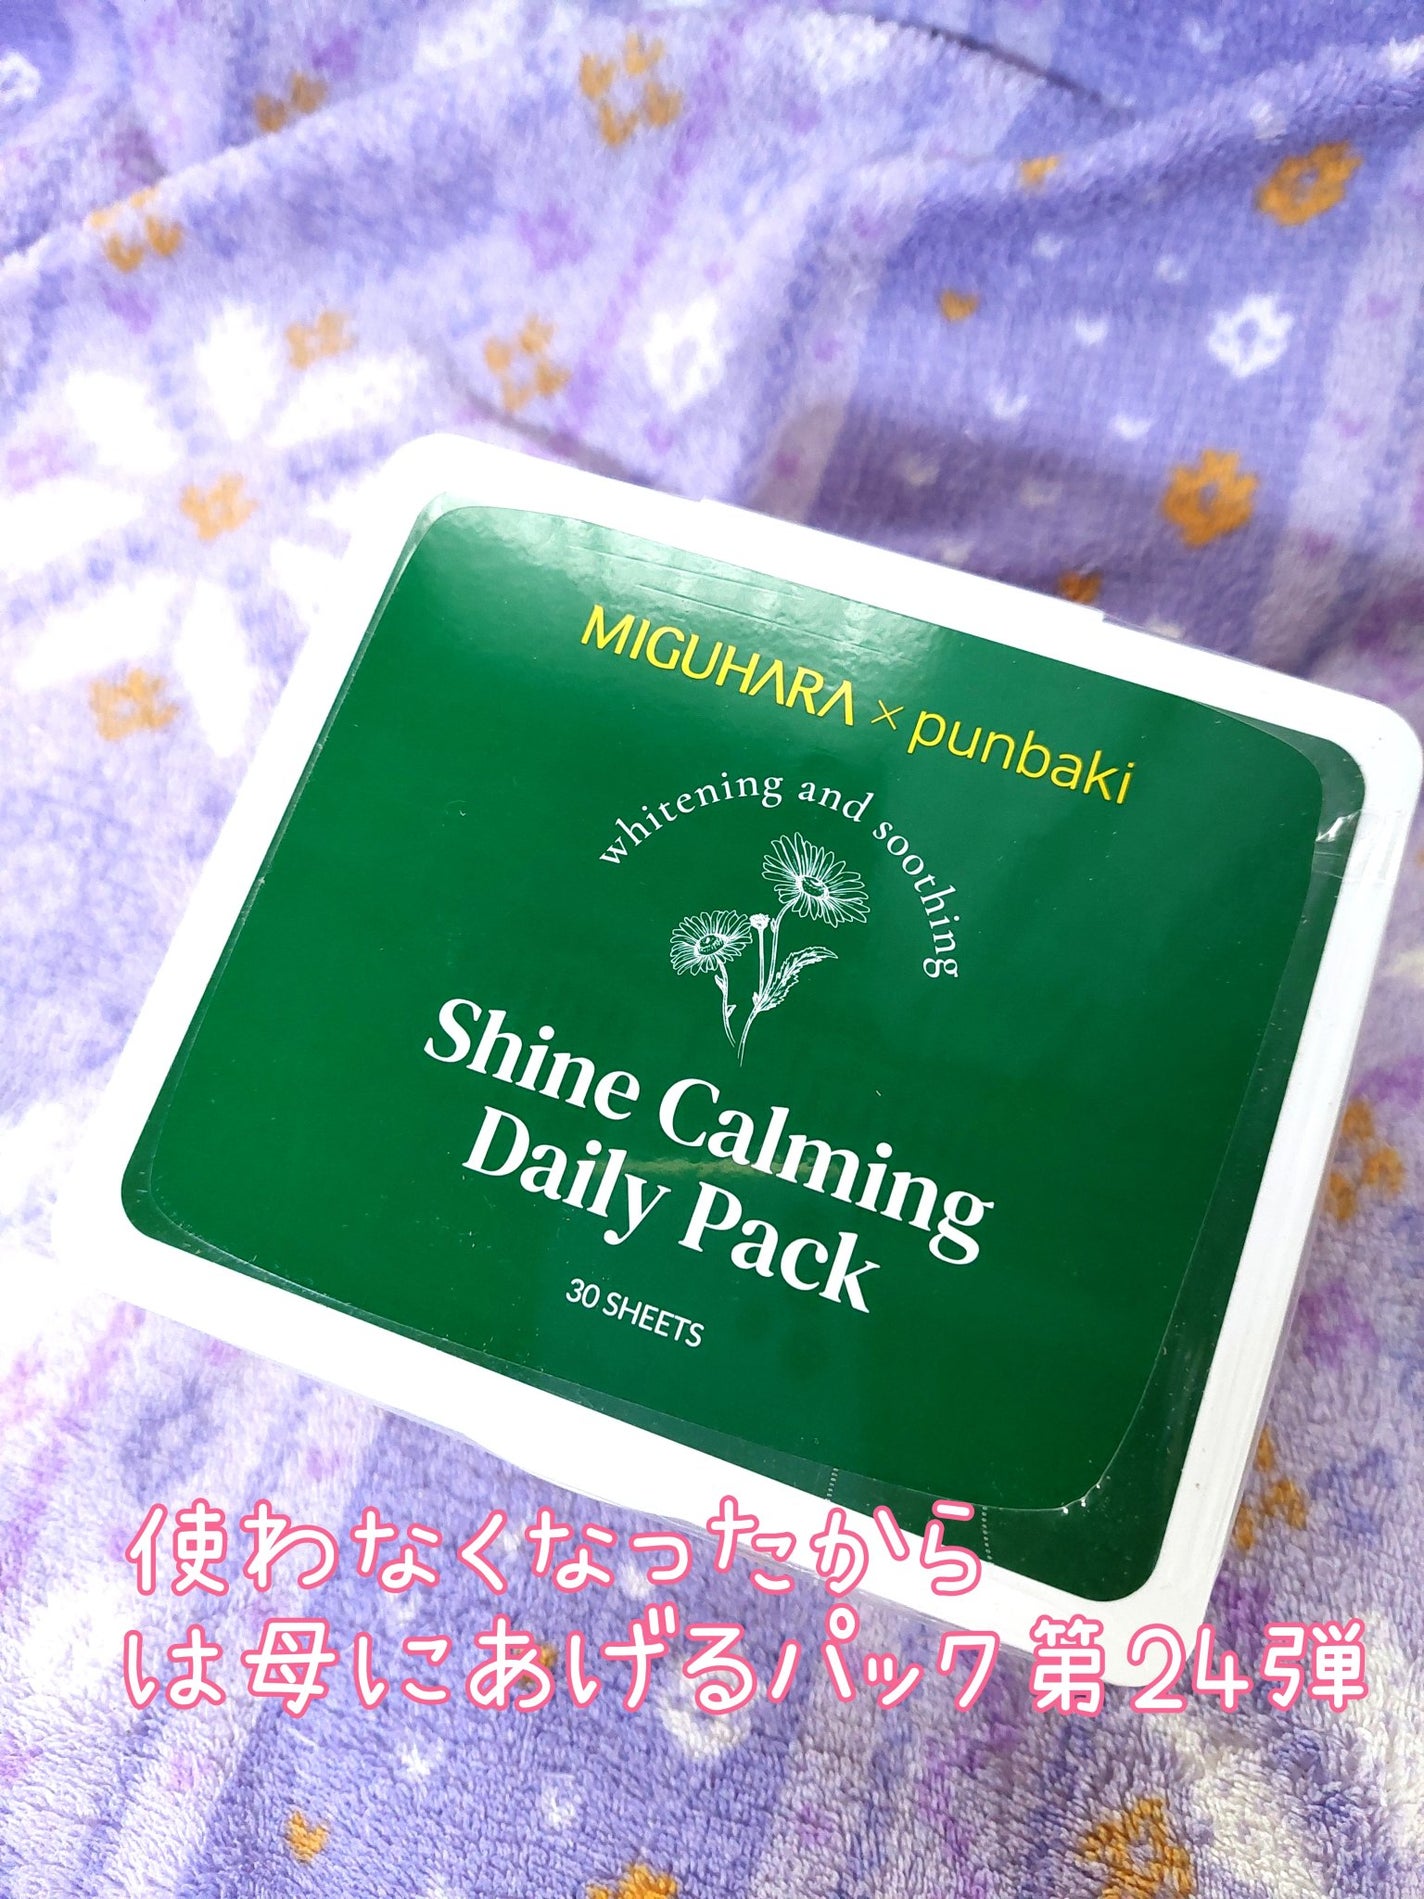 MIGUHARA × punbaki
whitening and soothing
Shine Calming
Daily Pack
30 SHEETS
使わなくなったから
は母にあげるパック第24弾